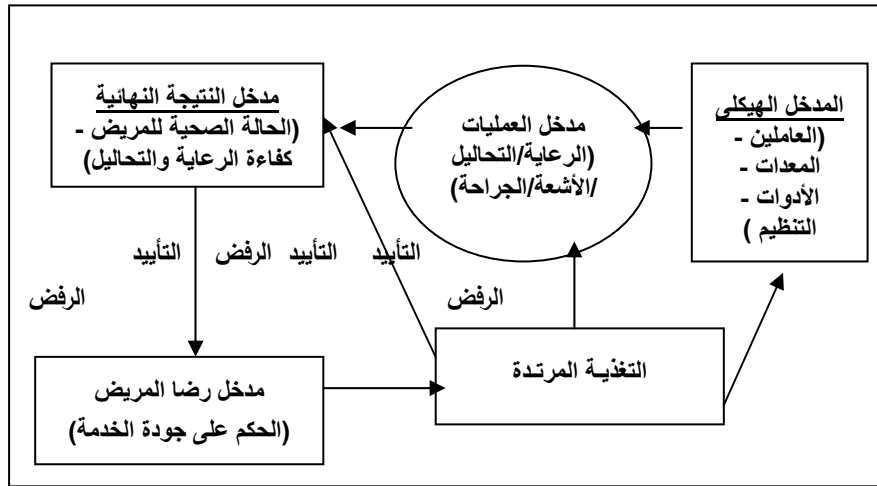 المدخل الهيكلى
(العاملين -
المعدات -
الأدوات -
التنظيم )
مدخل العمليات
(الرعاية/التحاليل
/الأشعة/الجراحة)
مدخل النتيجة النهائية
(الحالة الصحية للمريض -
كفاءة الرعاية والتحاليل)
التأييد الرفض التأييد التأييد
الرفض الرفض
التغذيـة المرتـدة
مدخل رضا المريض
(الحكم على جودة الخدمة)